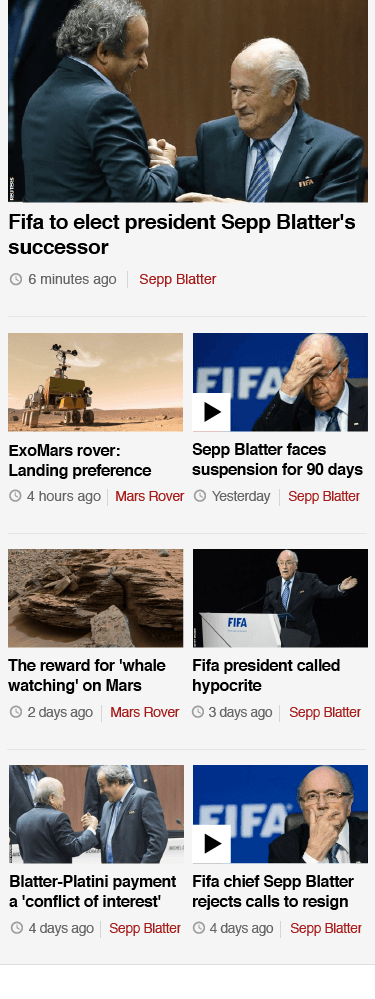 REUTERS
FIFA
Fifa to elect president Sepp Blatter's
successor
6 minutes ago
Sepp Blatter
FIFA
ExoMars rover:
Landing preference
4 hours ago
Mars Rover
Sepp Blatter faces
suspension for 90 days
Yesterday
Sepp Blatter
FIFA
The reward for 'whale
watching' on Mars
2 days ago
Mars Rover
Fifa president called
hypocrite
3 days ago
Sepp Blatter
FIFA
Blatter-Platini payment
a 'conflict of interest'
4 days ago
Sepp Blatter
Fifa chief Sepp Blatter
rejects calls to resign
4 days ago
Sepp Blatter